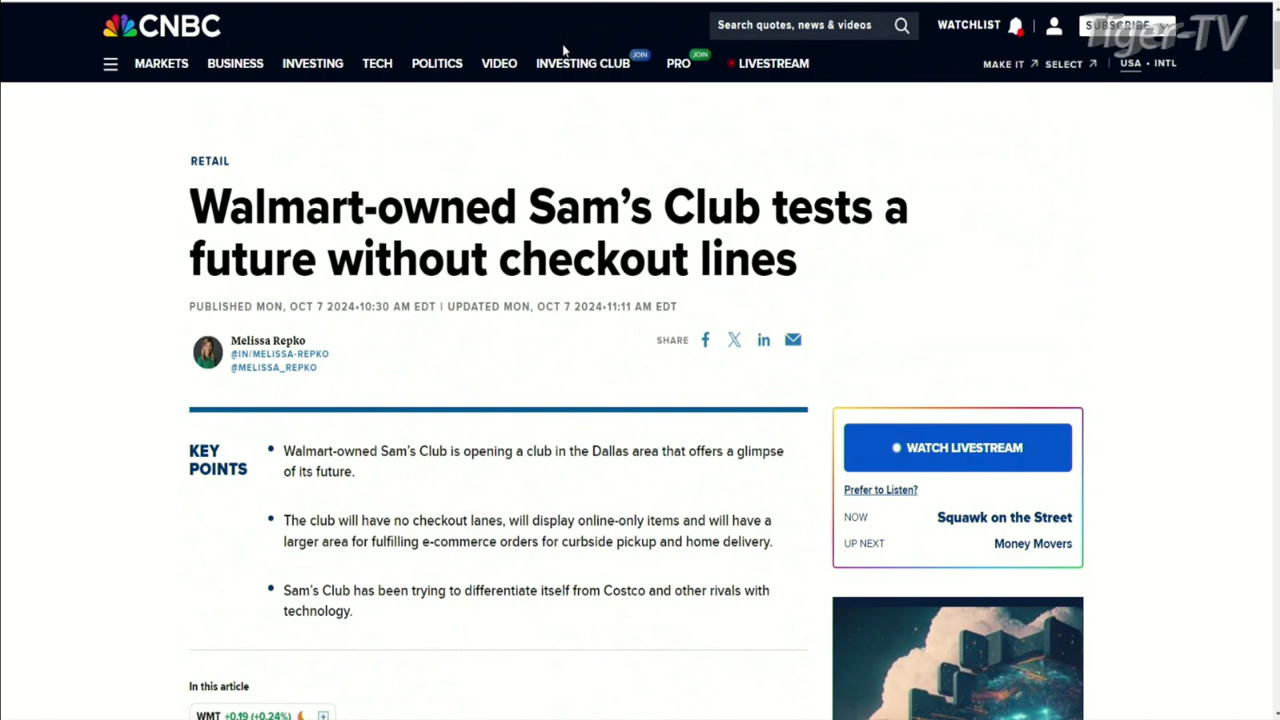 CNBC
Search quotes, news & videos
WATCHLIST
SUBSCRIBE
Tiger-TV
MARKETS BUSINESS INVESTING TECH POLITICS VIDEO INVESTING CLUB JOIN PRO JOIN LIVESTREAM
MAKE IT ↗ SELECT ↗ | USA • INTL
RETAIL
Walmart-owned Sam’s Club tests a
future without checkout lines
PUBLISHED MON, OCT 7 2024•10:30 AM EDT | UPDATED MON, OCT 7 2024•11:11 AM EDT
Melissa Repko
@IN/MELISSA-REPKO
@MELISSA_REPKO
SHARE
KEY
POINTS
• Walmart-owned Sam’s Club is opening a club in the Dallas area that offers a glimpse
of its future.
• The club will have no checkout lanes, will display online-only items and will have a
larger area for fulfilling e-commerce orders for curbside pickup and home delivery.
• Sam’s Club has been trying to differentiate itself from Costco and other rivals with
technology.
WATCH LIVESTREAM
Prefer to Listen?
NOW Squawk on the Street
UP NEXT Money Movers
In this article
WMT +0.19 (+0.24%)